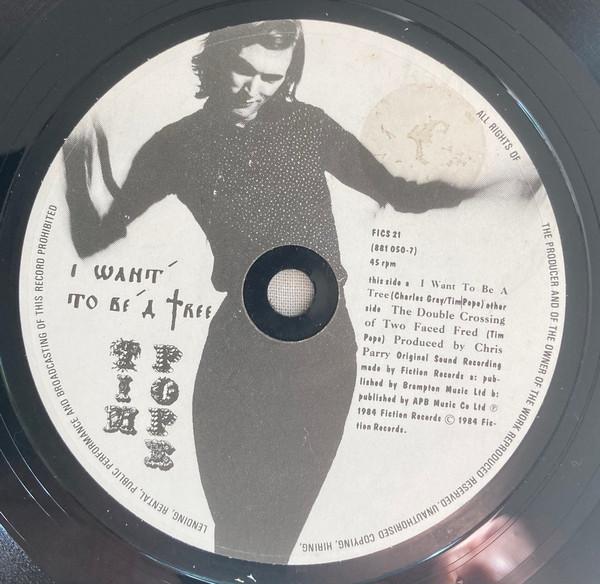 I WANT
TO BE A TREE
TIM POPE
FICS 21
(881 050-7)
45 rpm
this side a I Want To Be A
Tree (Charles Gray/Tim Pope) other
side The Double Crossing
of Two Faced Fred (Tim
Pope) Produced by Chris
Parry Original Sound Recording
made by Fiction Records a: pub-
lished by Brampton Music Ltd b:
published by APB Music Co Ltd ℗
1984 Fiction Records © 1984 Fic-
tion Records.
ALL RIGHTS OF THE PRODUCER AND OF THE OWNER OF THE WORK REPRODUCED RESERVED. UNAUTHORISED COPYING, HIRING, LENDING, RENTAL, PUBLIC PERFORMANCE AND BROADCASTING OF THIS RECORD PROHIBITED